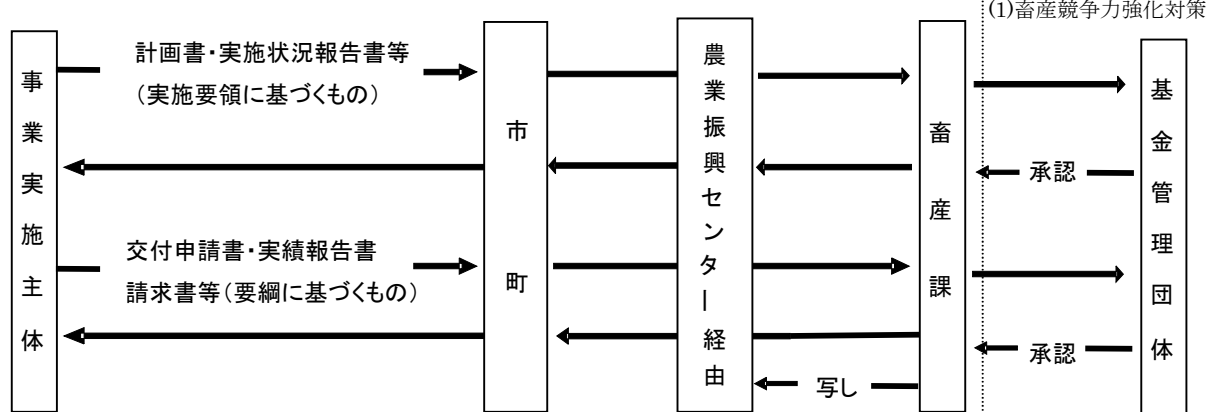 (1)畜産競争力強化対策
事業実施主体
計画書・実施状況報告書等
(実施要領に基づくもの)
交付申請書・実績報告書
請求書等(要綱に基づくもの)
市町
農業振興センター経由
写し
畜産課
承認
承認
基金管理団体